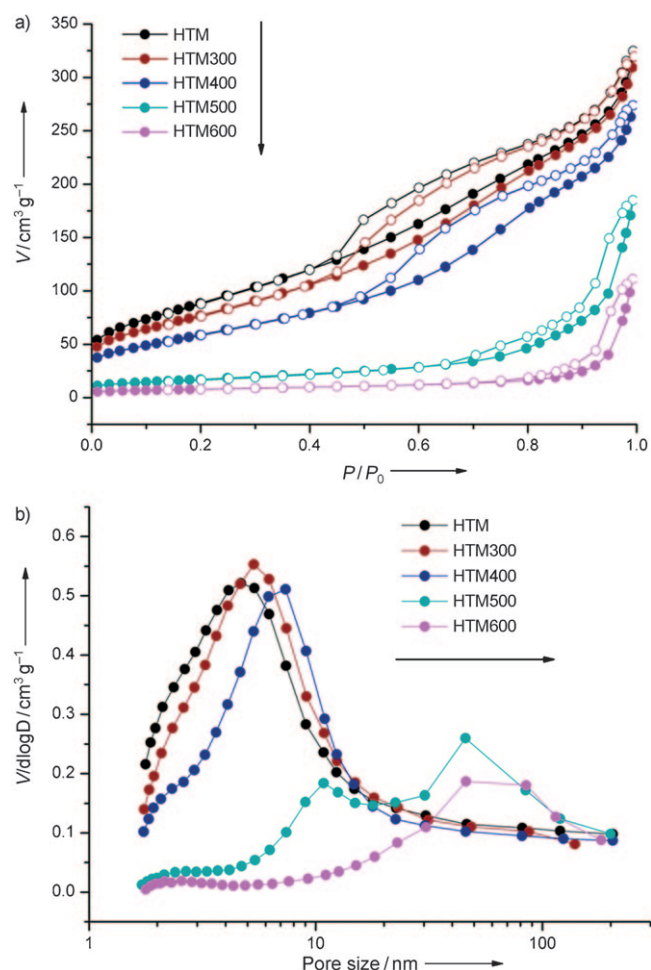 a)
350
300
250
200
150
100
50
0
V/cm³ g⁻¹
HTM
HTM300
HTM400
HTM500
HTM600
0.0 0.2 0.4 0.6 0.8 1.0
P/P₀
b)
0.6
0.5
0.4
0.3
0.2
0.1
0.0
V/dlogD/cm³ g⁻¹
HTM
HTM300
HTM400
HTM500
HTM600
1 10 100
Pore size/nm